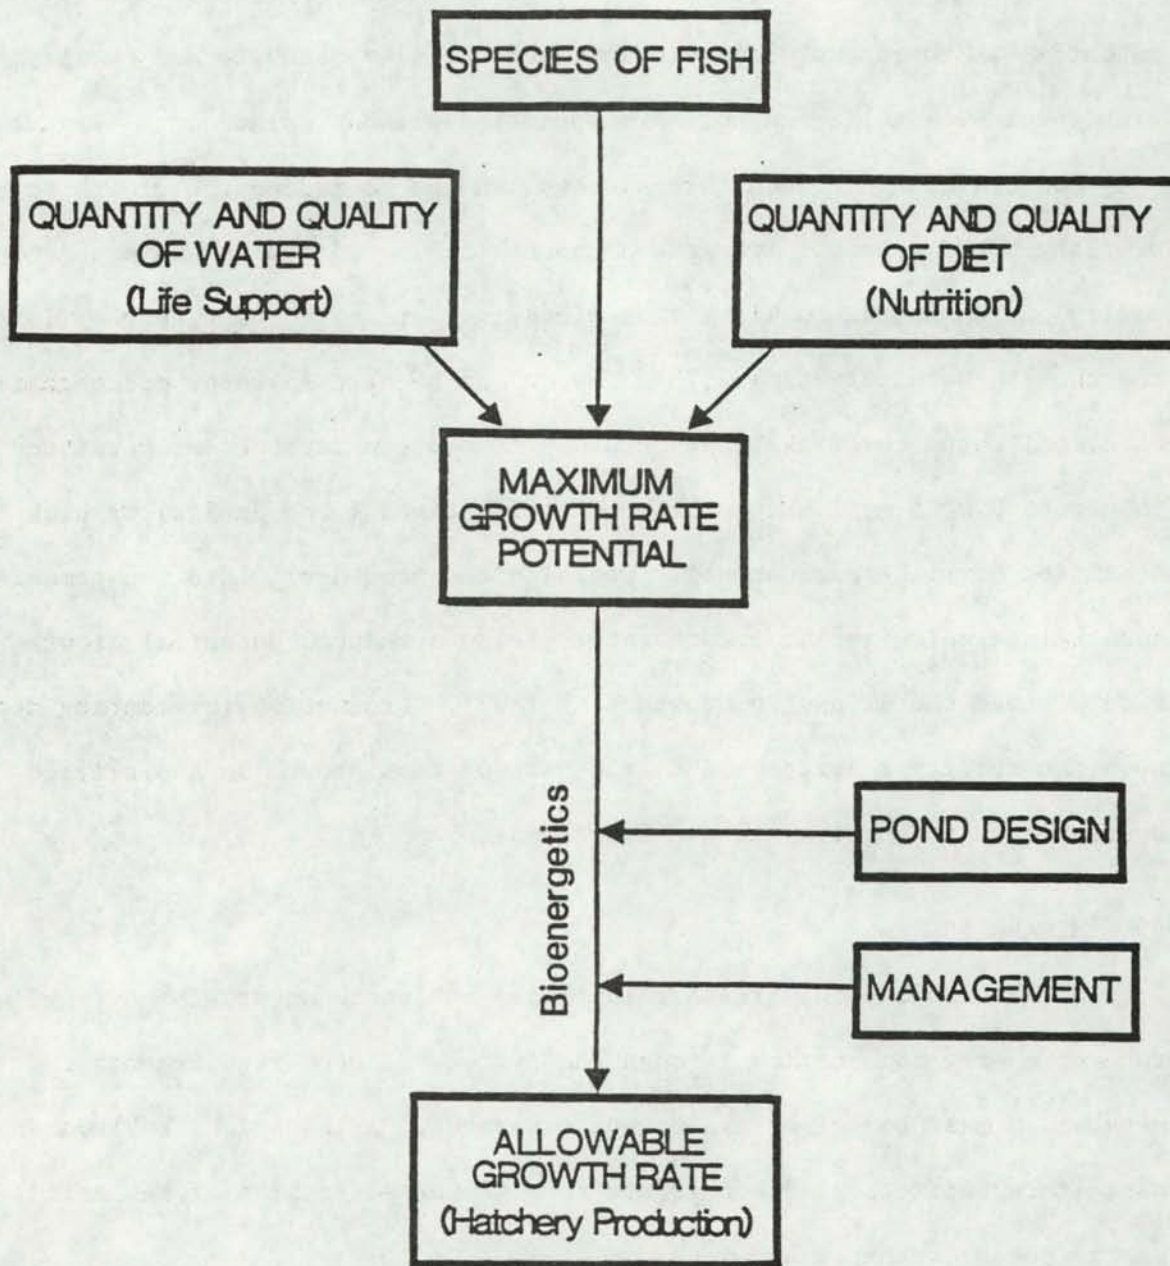 SPECIES OF FISH
QUANTITY AND QUALITY
OF WATER
(Life Support)
QUANTITY AND QUALITY
OF DIET
(Nutrition)
MAXIMUM
GROWTH RATE
POTENTIAL
Bioenergetics
POND DESIGN
MANAGEMENT
ALLOWABLE
GROWTH RATE
(Hatchery Production)